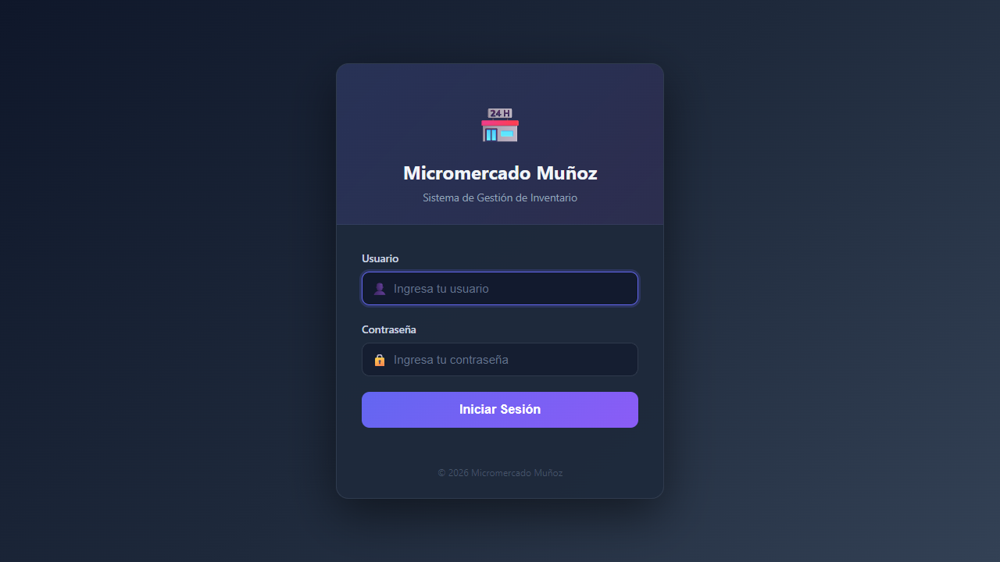 24 H
Micromercado Muñoz
Sistema de Gestión de Inventario
Usuario
Ingresa tu usuario
Contraseña
Ingresa tu contraseña
Iniciar Sesión
© 2026 Micromercado Muñoz